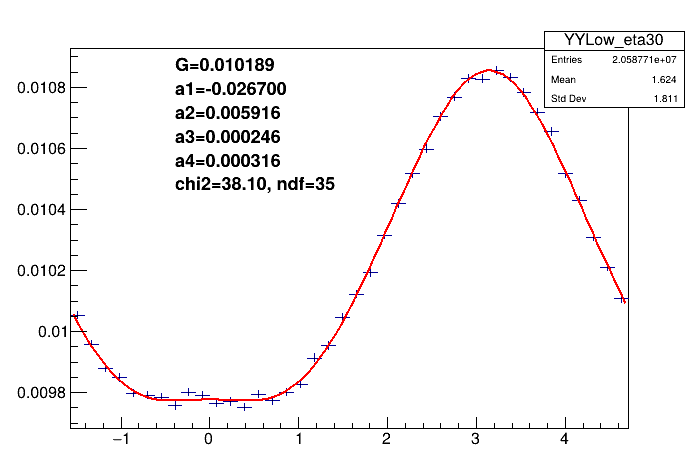 YYLow_eta30
Entries 2.058771e+07
Mean 1.624
Std Dev 1.811
G=0.010189
a1=-0.026700
a2=0.005916
a3=0.000246
a4=0.000316
chi2=38.10, ndf=35
0.0108
0.0106
0.0104
0.0102
0.01
0.0098
−1 0 1 2 3 4